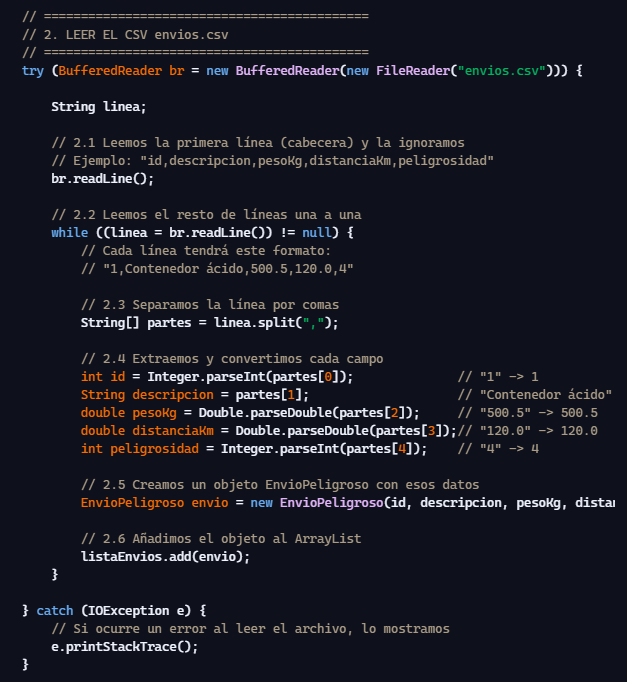 // ============================================
// 2. LEER EL CSV envios.csv
// ============================================
try (BufferedReader br = new BufferedReader(new FileReader("envios.csv"))) {
String linea;
// 2.1 Leemos la primera línea (cabecera) y la ignoramos
// Ejemplo: "id,descripcion,pesoKg,distanciaKm,peligrosidad"
br.readLine();
// 2.2 Leemos el resto de líneas una a una
while ((linea = br.readLine()) != null) {
// Cada línea tendrá este formato:
// "1,Contenedor ácido,500.5,120.0,4"
// 2.3 Separamos la línea por comas
String[] partes = linea.split(",");
// 2.4 Extraemos y convertimos cada campo
int id = Integer.parseInt(partes[0]); // "1" -> 1
String descripcion = partes[1]; // "Contenedor ácido"
double pesoKg = Double.parseDouble(partes[2]); // "500.5" -> 500.5
double distanciaKm = Double.parseDouble(partes[3]);// "120.0" -> 120.0
int peligrosidad = Integer.parseInt(partes[4]); // "4" -> 4
// 2.5 Creamos un objeto EnvioPeligroso con esos datos
EnvioPeligroso envio = new EnvioPeligroso(id, descripcion, pesoKg,
// 2.6 Añadimos el objeto al ArrayList
listaEnvios.add(envio);
}
} catch (IOException e) {
// Si ocurre un error al leer el archivo, lo mostramos
e.printStackTrace();
}